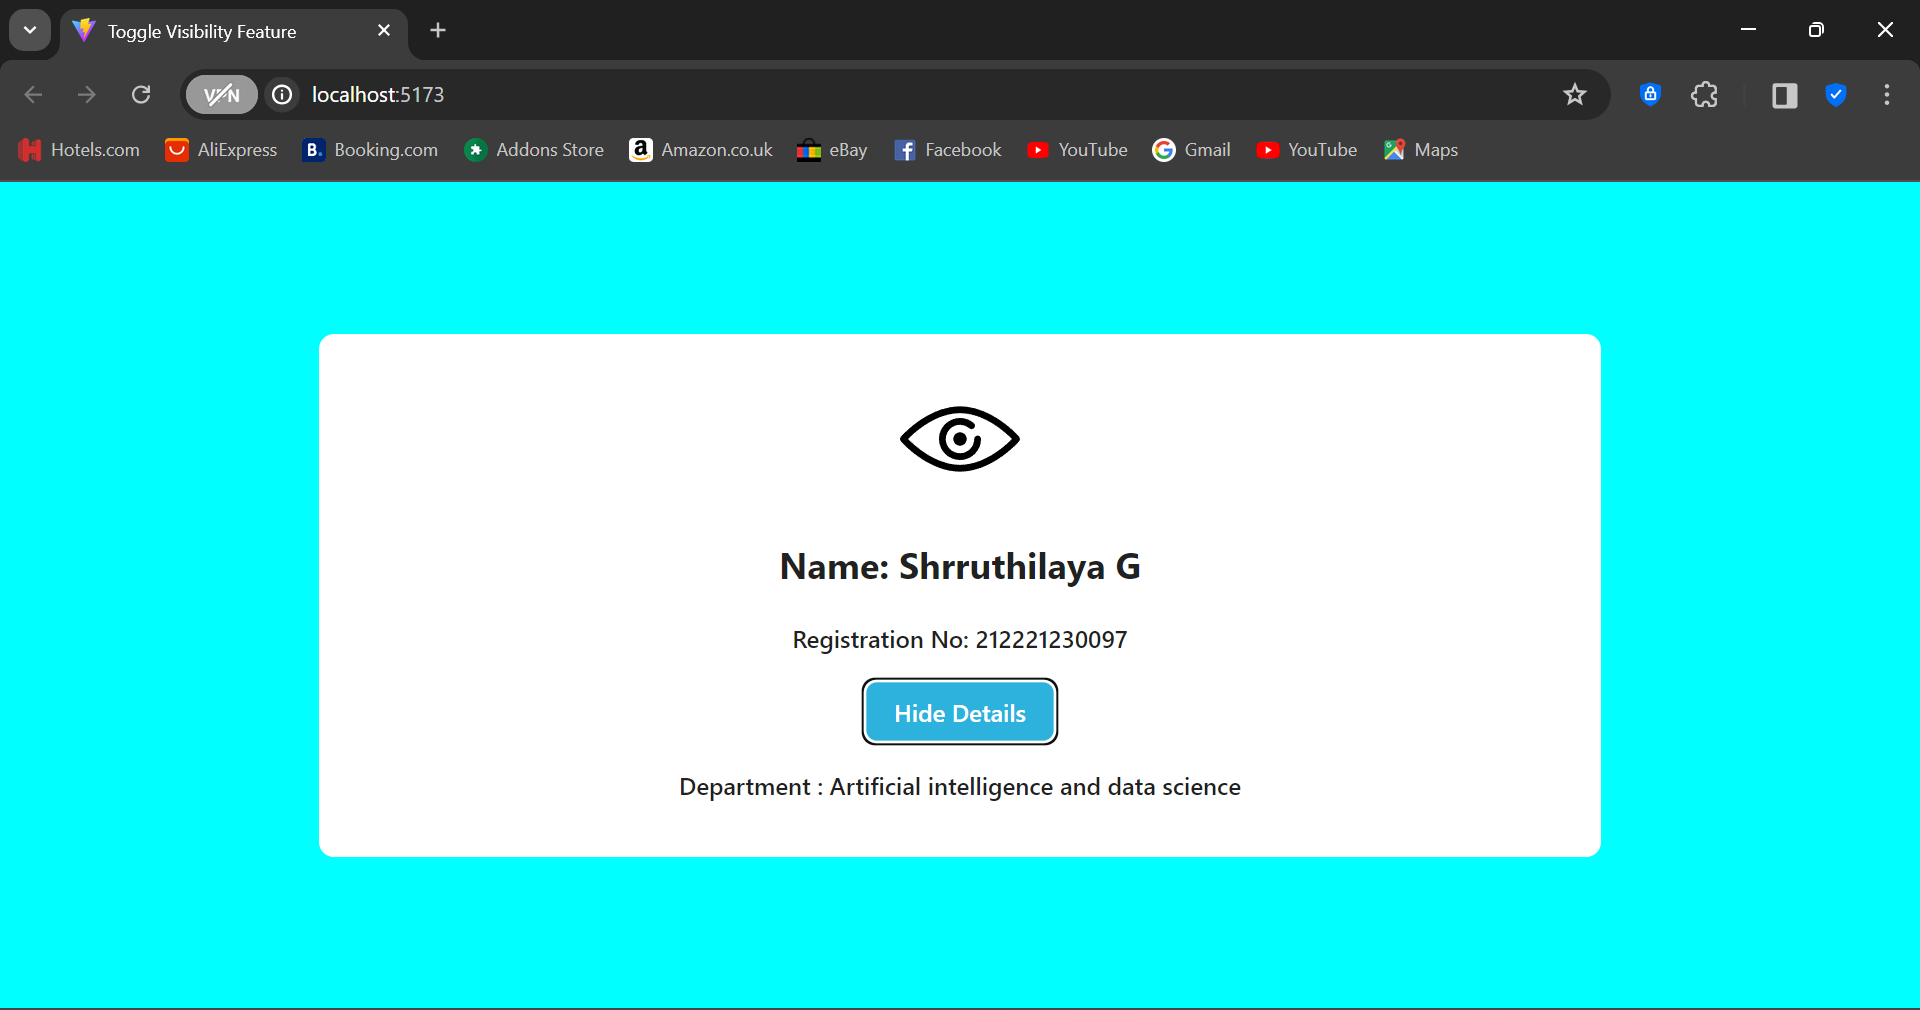 Toggle Visibility Feature
VPN
localhost:5173
Hotels.com AliExpress B. Booking.com Addons Store a Amazon.co.uk eBay f Facebook YouTube G Gmail YouTube G Maps
Name: Shrruthilaya G
Registration No: 212221230097
Hide Details
Department : Artificial intelligence and data science